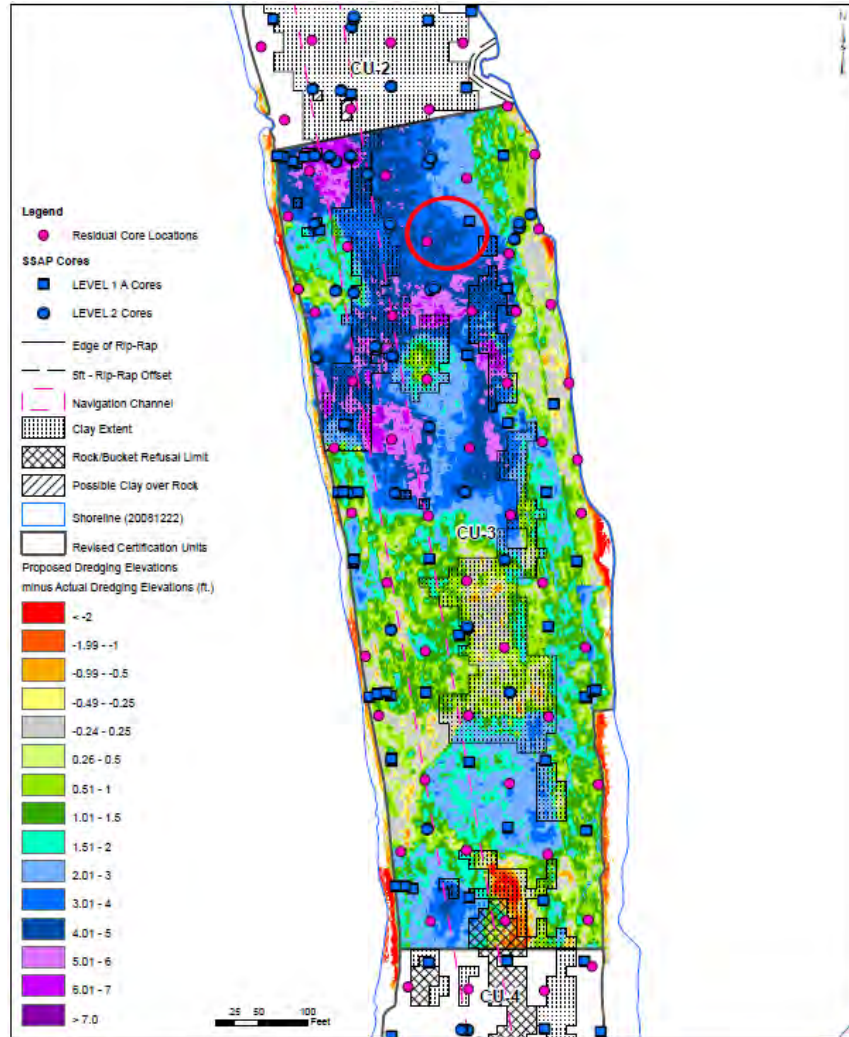 N
CU-2
Legend
Residual Core Locations
SSAP Cores
LEVEL 1 A Cores
LEVEL 2 Cores
Edge of Rip-Rap
5ft - Rip-Rap Offset
Navigation Channel
Clay Extent
Rock/Bucket Refusal Limit
Possible Clay over Rock
Shoreline (20081222)
Revised Certification Units
Proposed Dredging Elevations
minus Actual Dredging Elevations (ft.)
< -2
-1.99 - -1
-0.99 - -0.5
-0.49 - -0.25
-0.24 - 0.25
0.26 - 0.5
0.51 - 1
1.01 - 1.5
1.51 - 2
2.01 - 3
3.01 - 4
4.01 - 5
5.01 - 6
6.01 - 7
> 7.0
CU-3
CU-4
25 50 100
Feet